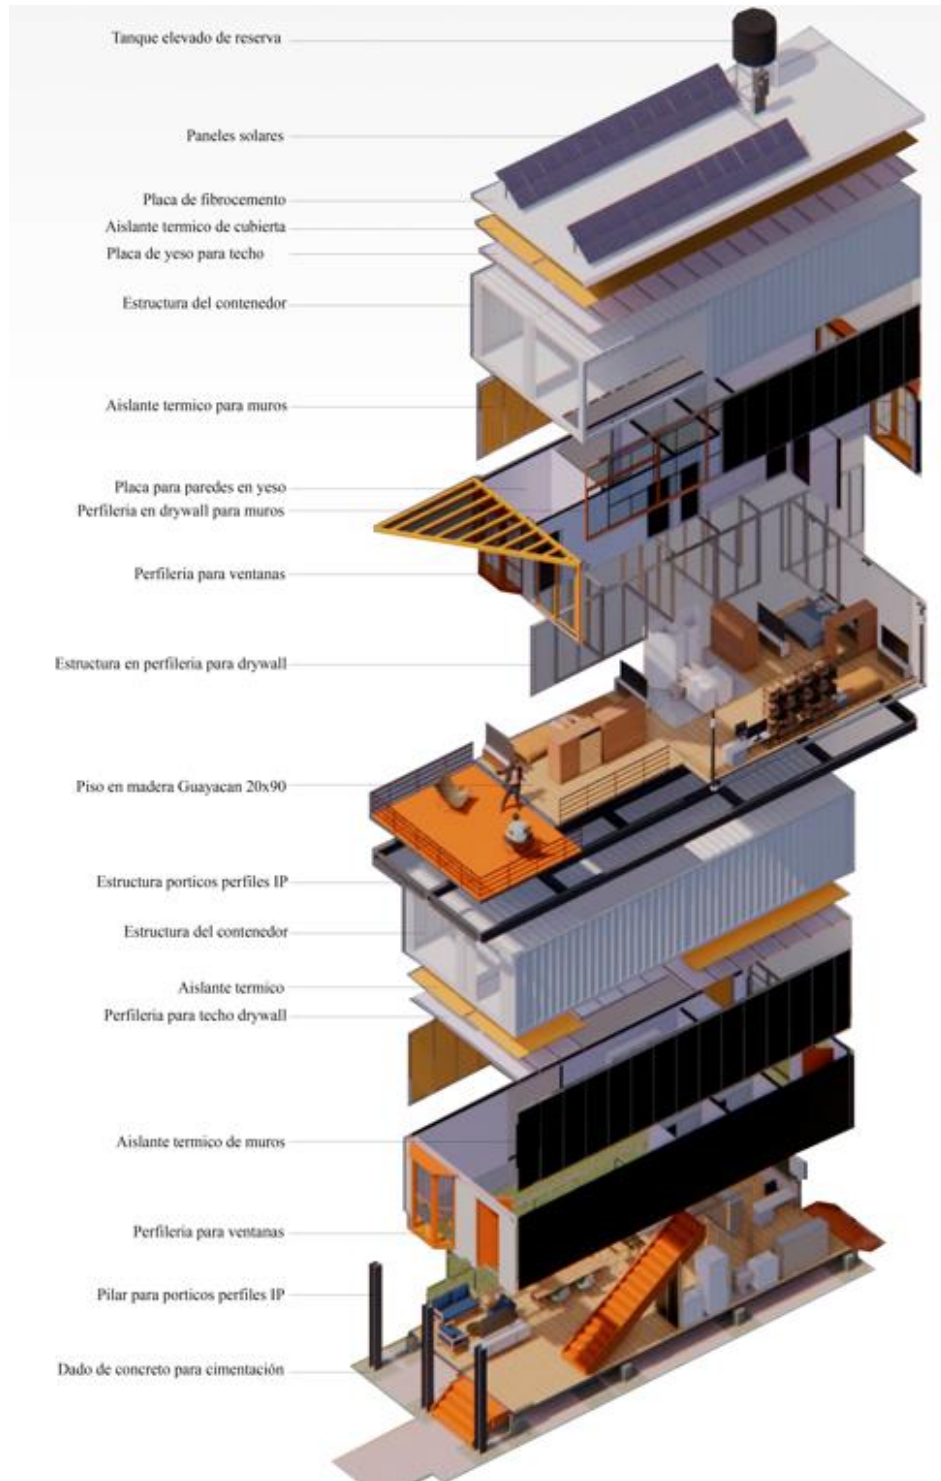 Tanque elevado de reserva
Paneles solares
Placa de fibrocemento
Aislante termico de cubierta
Placa de yeso para techo
Estructura del contenedor
Aislante termico para muros
Placa para paredes en yeso
Perfileria en drywall para muros
Perfileria para ventanas
Estructura en perfileria para drywall
Piso en madera Guayacan 20x90
Estructura porticos perfiles IP
Estructura del contenedor
Aislante termico
Perfileria para techo drywall
Aislante termico de muros
Perfileria para ventanas
Pilar para porticos perfiles IP
Dado de concreto para cimentación